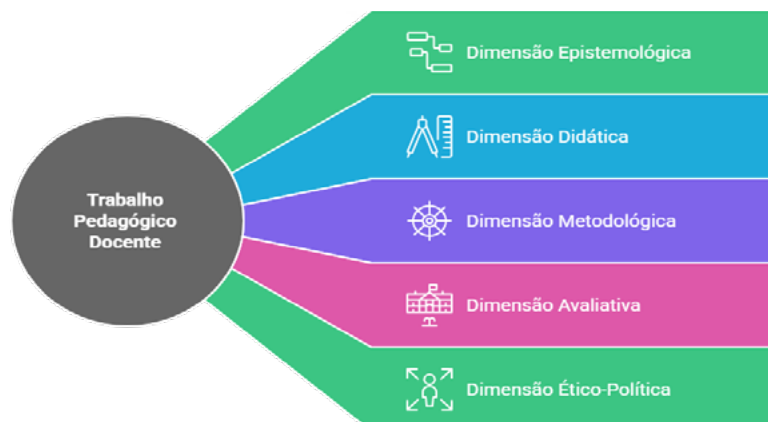 Dimensão Epistemológica
Dimensão Didática
Trabalho
Pedagógico
Docente
Dimensão Metodológica
Dimensão Avaliativa
Dimensão Ético-Política